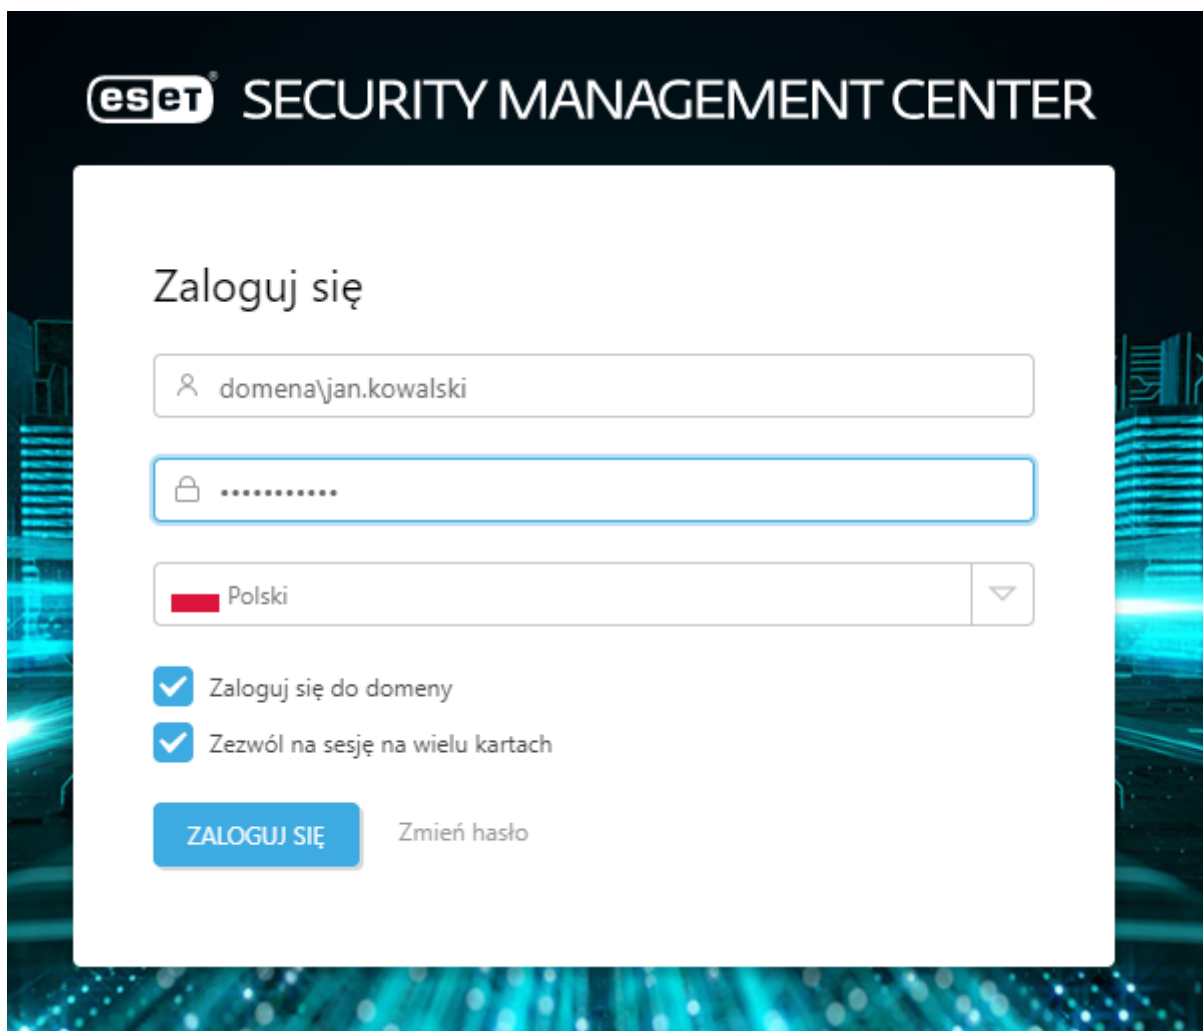 eset® SECURITY MANAGEMENT CENTER
Zaloguj się
domena\jan.kowalski
•••••••••••
Polski
Zaloguj się do domeny
Zezwól na sesję na wielu kartach
ZALOGUJ SIĘ Zmień hasło